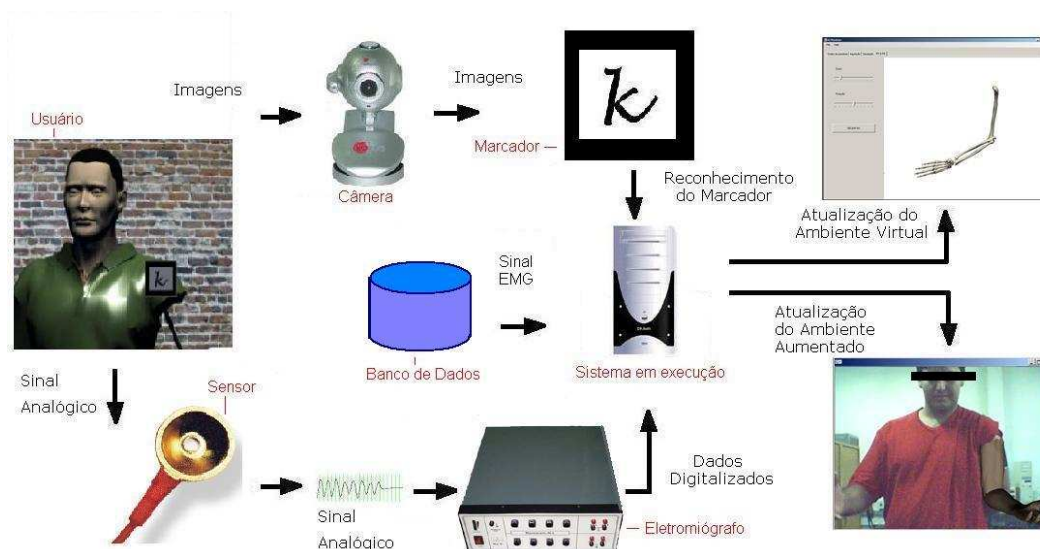 Imagens
Imagens
Usuário
k
Marcador
Câmera
Reconhecimento
do Marcador
Atualização do
Ambiente Virtual
k
Sinal
EMG
Atualização
do Ambiente
Aumentado
Banco de Dados
Sistema em execução
Sinal
Analógico
Sensor
Dados
Digitalizados
Sinal
Analógico
Eletromiógrafo